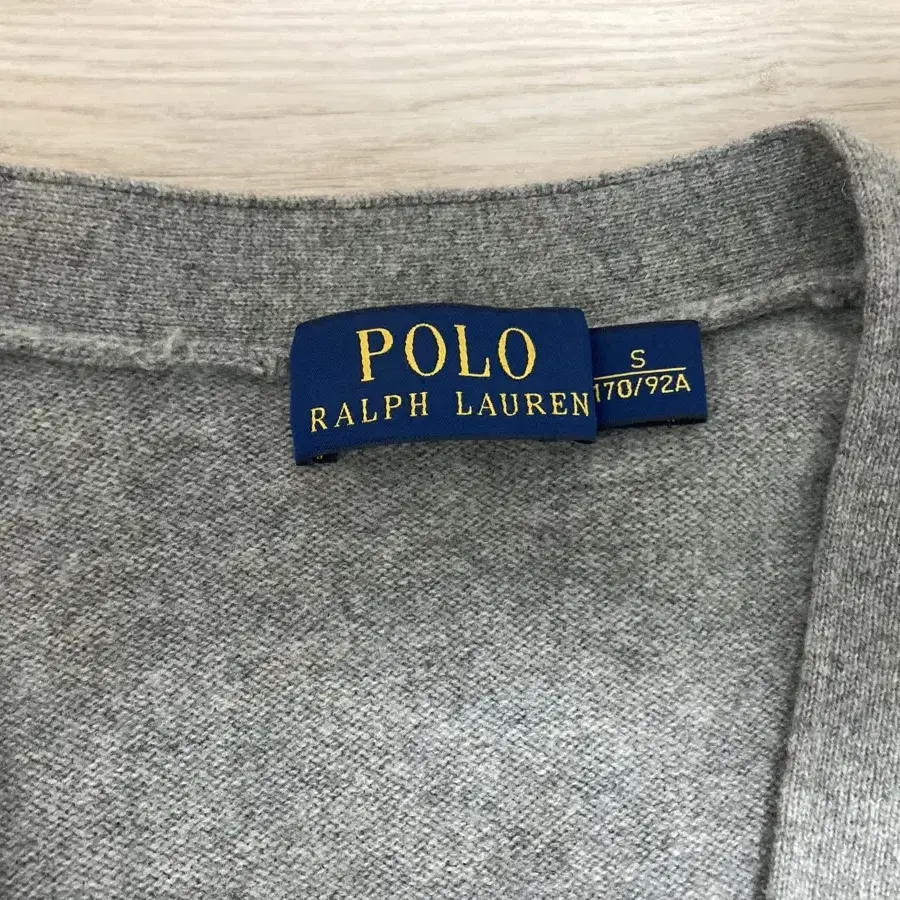 POLO
RALPH LAUREN
S
170/92A